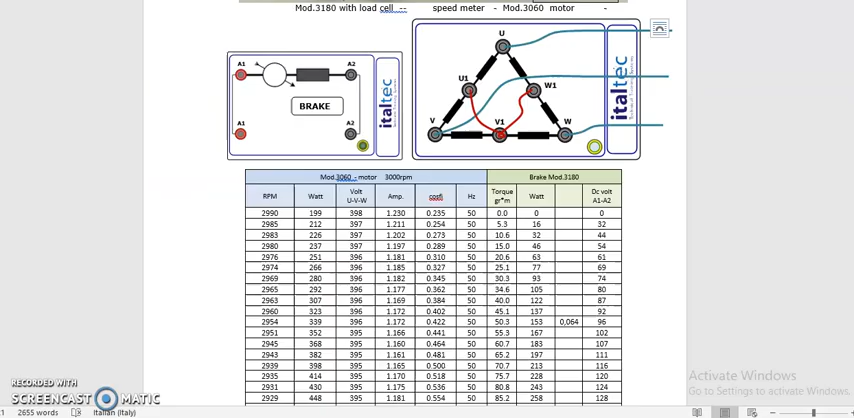 Mod.3180 with load cell -- speed meter - Mod.3060 motor -
A1 A2
BRAKE
A1 A2
italtec
U
U1 W1
V V1 W
italtec
Mod.3060 - motor 3000rpm Brake Mod.3180
RPM Watt Volt U-V-W Amp. cosfi Hz Torque gr*m Watt Dc volt A1-A2
2990 199 398 1.230 0.235 50 0.0 0 0
2985 212 397 1.211 0.254 50 5.3 16 32
2983 226 397 1.202 0.273 50 10.6 32 44
2980 237 397 1.197 0.289 50 15.0 46 54
2976 251 396 1.181 0.310 50 20.6 63 61
2974 266 396 1.185 0.327 50 25.1 77 69
2969 280 396 1.182 0.345 50 30.3 93 74
2965 292 396 1.177 0.362 50 34.6 105 80
2963 307 396 1.169 0.384 50 40.0 122 87
2960 323 396 1.172 0.402 50 45.1 137 92
2954 339 396 1.172 0.422 50 50.3 153 0,064 96
2951 352 395 1.166 0.441 50 55.3 167 102
2945 368 395 1.160 0.464 50 60.7 183 107
2943 382 395 1.161 0.481 50 65.2 197 111
2939 398 395 1.165 0.500 50 70.7 213 116
2935 414 395 1.170 0.518 50 75.7 228 120
2931 430 395 1.175 0.536 50 80.8 243 124
2929 448 395 1.181 0.554 50 85.2 258 128
Activate Windows
Go to Settings to activate Windows.
RECORDED WITH
SCREENCAST MATIC
2655 words Italian (Italy)